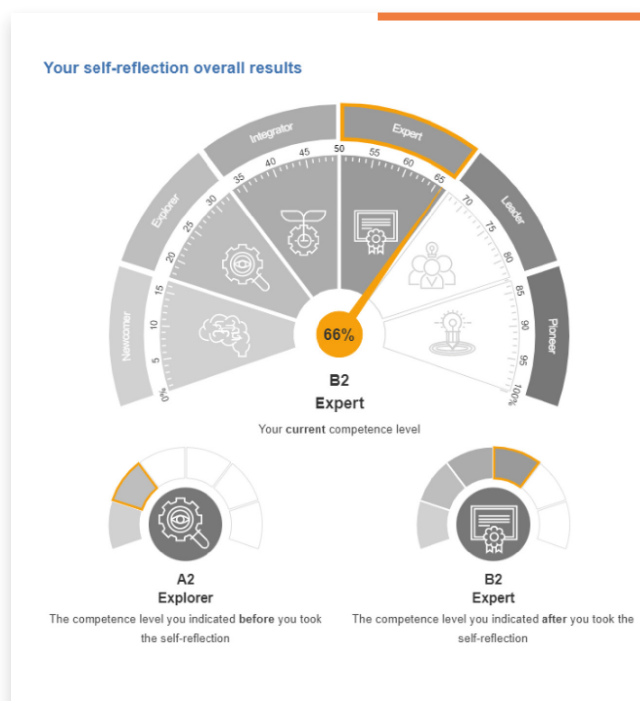 Your self-reflection overall results
Newcomer
Explorer
Integrator
Expert
Leader
Pioneer
0%
5
10
15
20
25
30
35
40
45
50
55
60
65
70
75
80
85
90
95
100%
66%
B2
Expert
Your current competence level
A2
Explorer
The competence level you indicated before you took
the self-reflection
B2
Expert
The competence level you indicated after you took the
self-reflection